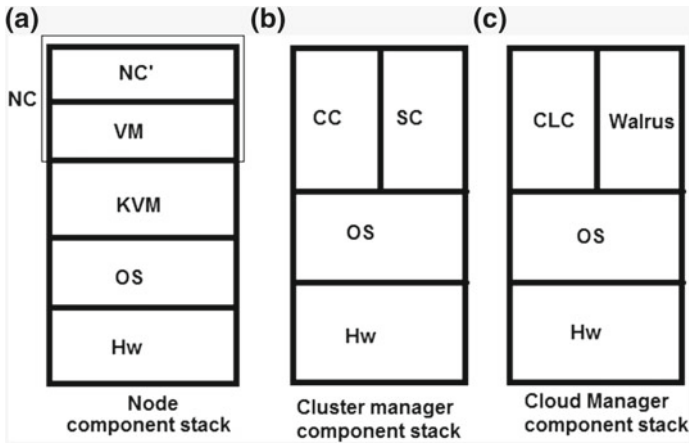 (a)
NC
NC'
VM
KVM
OS
Hw
Node
component stack
(b)
CC
SC
OS
Hw
Cluster manager
component stack
(c)
CLC
Walrus
OS
Hw
Cloud Manager
component stack